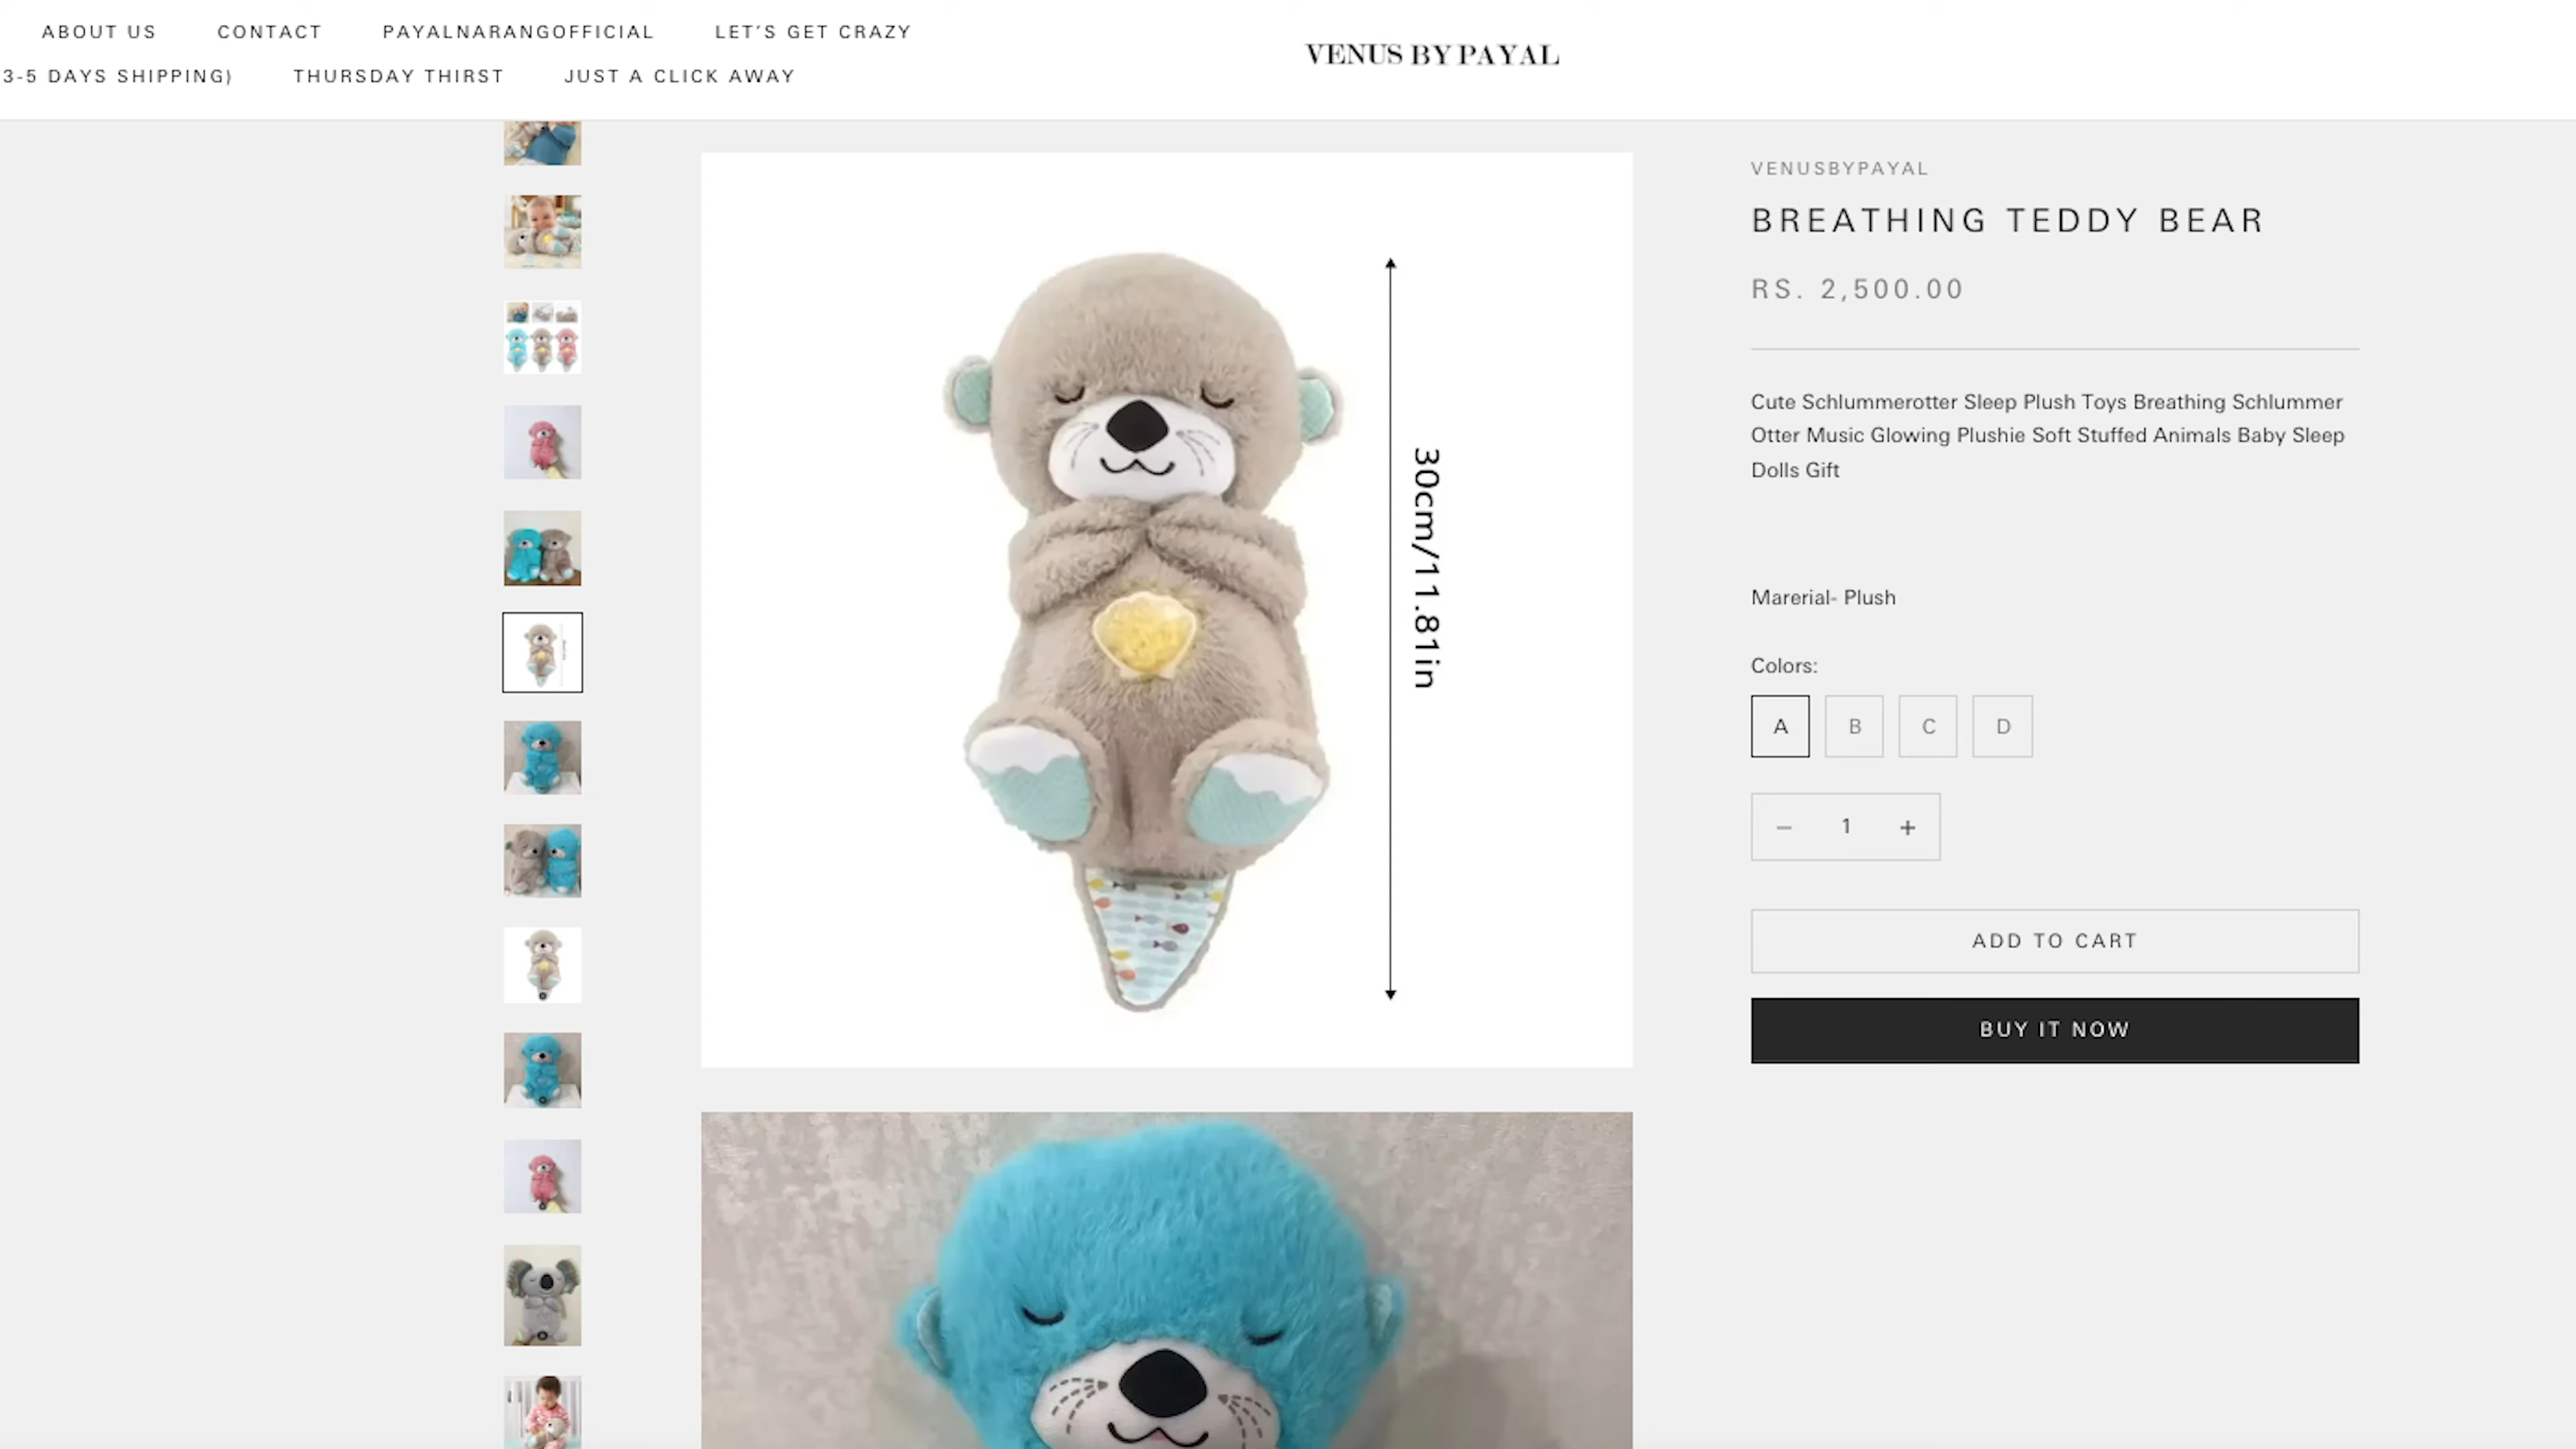 ABOUT US CONTACT PAYALNARANGOFFICIAL LET'S GET CRAZY
3-5 DAYS SHIPPING) THURSDAY THIRST JUST A CLICK AWAY
VENUS BY PAYAL
30cm/11.81in
VENUSBYPAYAL
BREATHING TEDDY BEAR
RS. 2,500.00
Cute Schlummerotter Sleep Plush Toys Breathing Schlummer
Otter Music Glowing Plushie Soft Stuffed Animals Baby Sleep
Dolls Gift
Marerial- Plush
Colors:
A B C D
− 1 +
ADD TO CART
BUY IT NOW